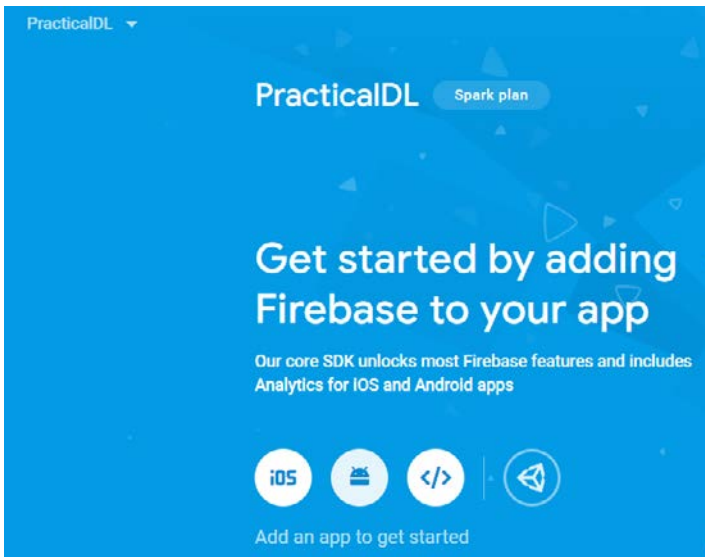 PracticalDL
PracticalDL Spark plan
Get started by adding
Firebase to your app
Our core SDK unlocks most Firebase features and includes
Analytics for iOS and Android apps
iOS </>
Add an app to get started